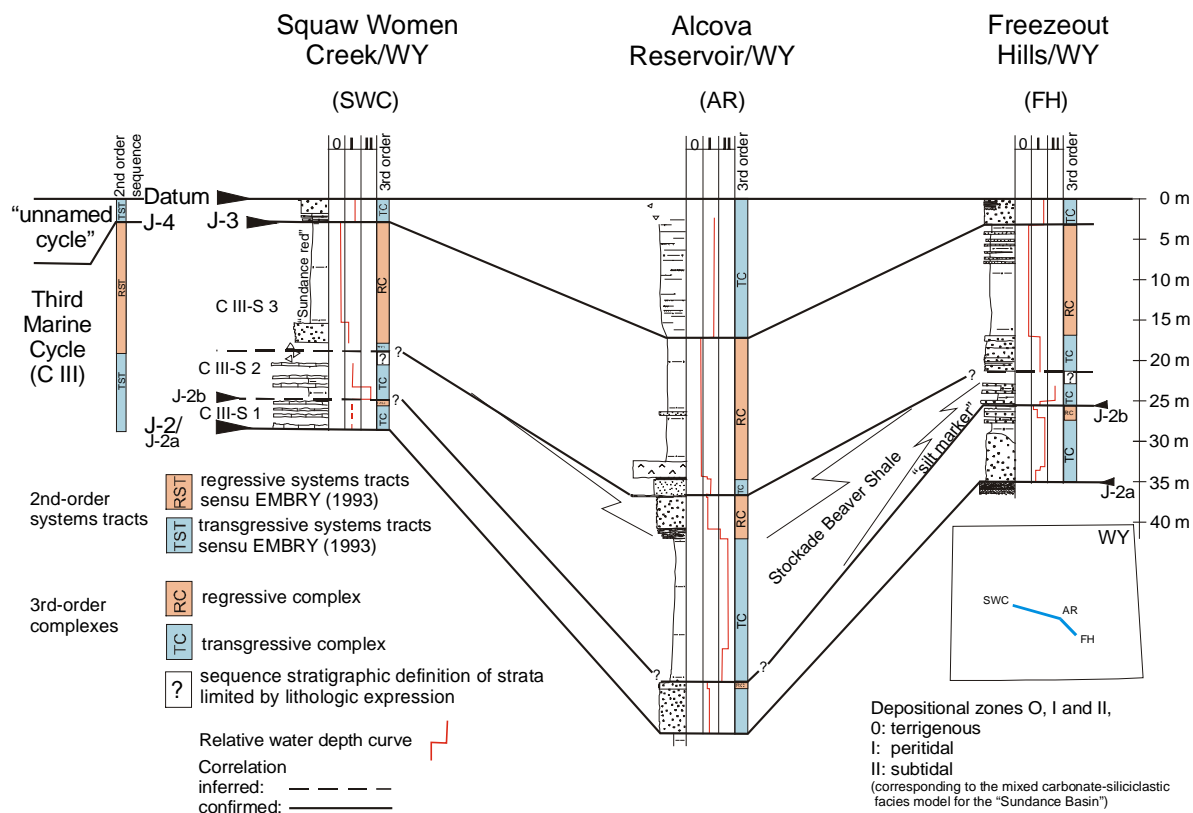 Squaw Women
Creek/WY
(SWC)
Alcova
Reservoir/WY
(AR)
Freezeout
Hills/WY
(FH)
2nd order
sequence
0 I II
3rd order
0 I II
3rd order
0 I II
3rd order
Datum
"unnamed
cycle"
TST
J-4
J-3
TC
TC
TC
0 m
5 m
10 m
15 m
20 m
25 m
30 m
35 m
40 m
Third
Marine
Cycle
(C III)
RST
TST
"Sundance red"
C III-S 3
C III-S 2
C III-S 1
J-2b
J-2/
J-2a
RC
?
TC
TC
?
?
RC
TC
RC
TC
?
?
RC
TC
?
TC
RC
TC
?
J-2b
J-2a
Stockade Beaver Shale
"silt marker"
2nd-order
systems tracts
RST
regressive systems tracts
sensu EMBRY (1993)
TST
transgressive systems tracts
sensu EMBRY (1993)
3rd-order
complexes
RC
regressive complex
TC
transgressive complex
?
sequence stratigraphic definition of strata
limited by lithologic expression
Relative water depth curve
Correlation
inferred:
confirmed:
WY
SWC
AR
FH
Depositional zones O, I and II,
0: terrigenous
I: peritidal
II: subtidal
(corresponding to the mixed carbonate-siliciclastic
facies model for the "Sundance Basin")